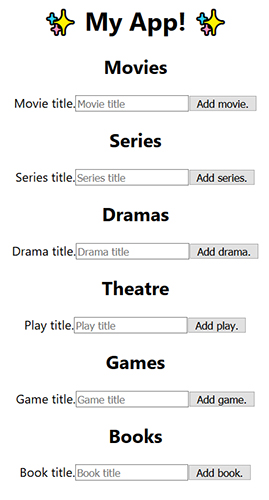 ✨ My App! ✨
Movies
Movie title. Movie title Add movie.
Series
Series title. Series title Add series.
Dramas
Drama title. Drama title Add drama.
Theatre
Play title. Play title Add play.
Games
Game title. Game title Add game.
Books
Book title. Book title Add book.